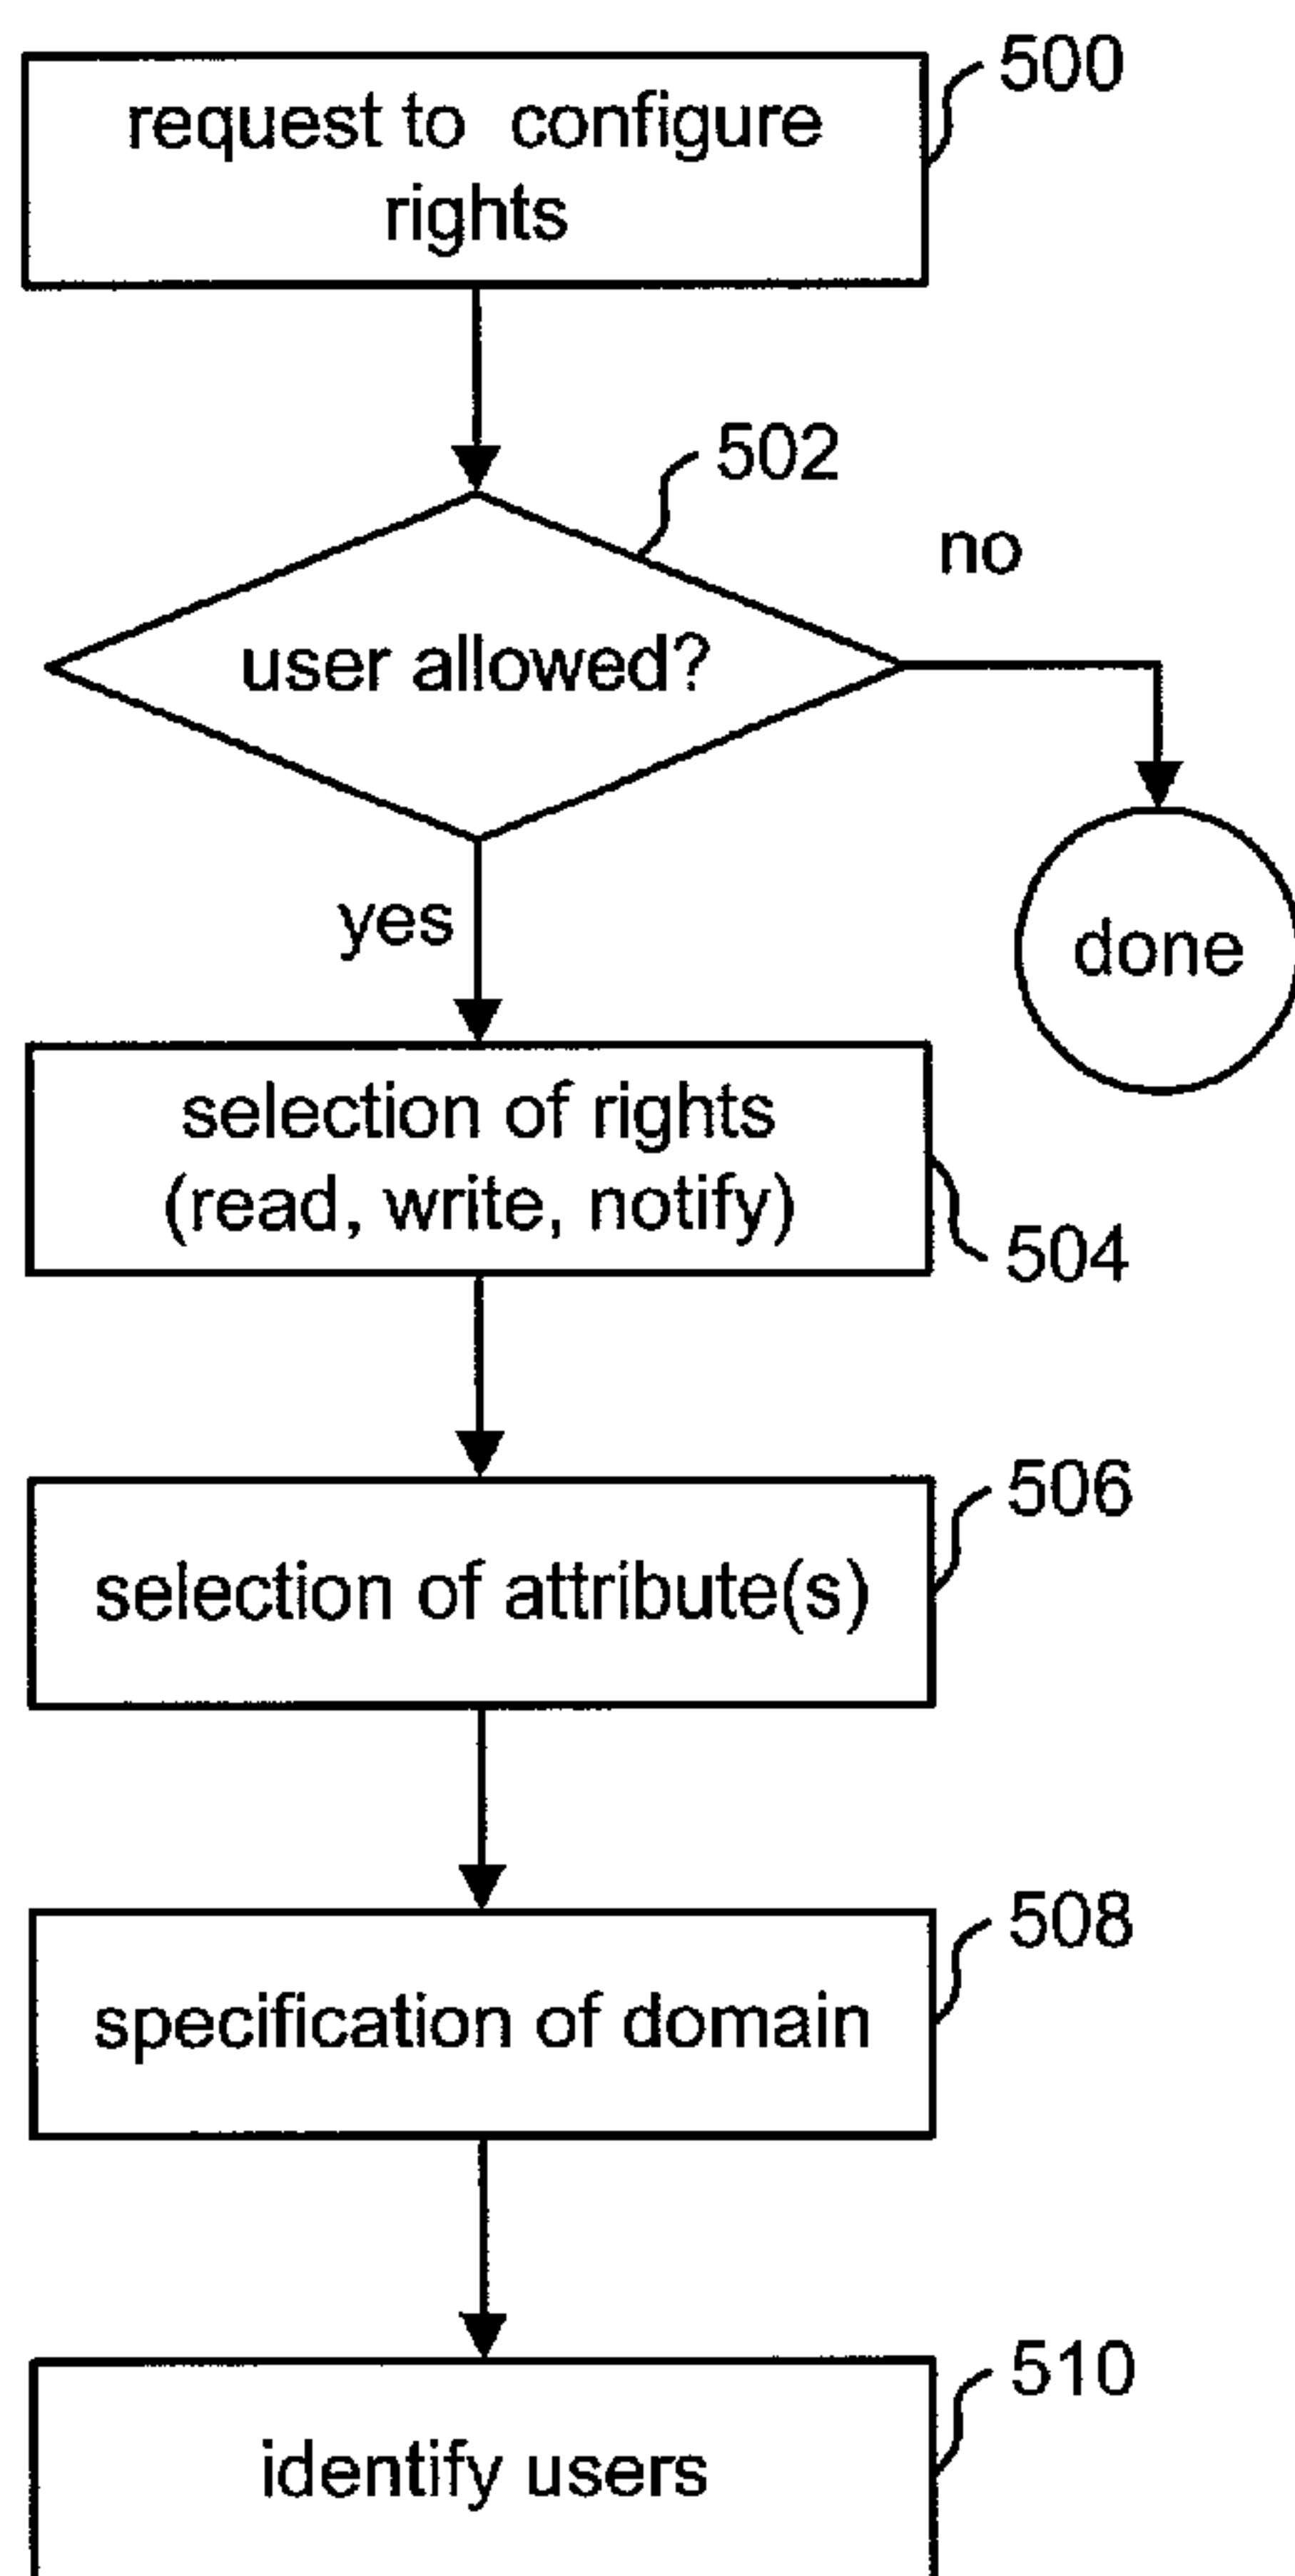 request to configure
rights
500
502
no
user allowed?
yes
done
selection of rights
(read, write, notify)
504
506
selection of attribute(s)
508
specification of domain
510
identify users